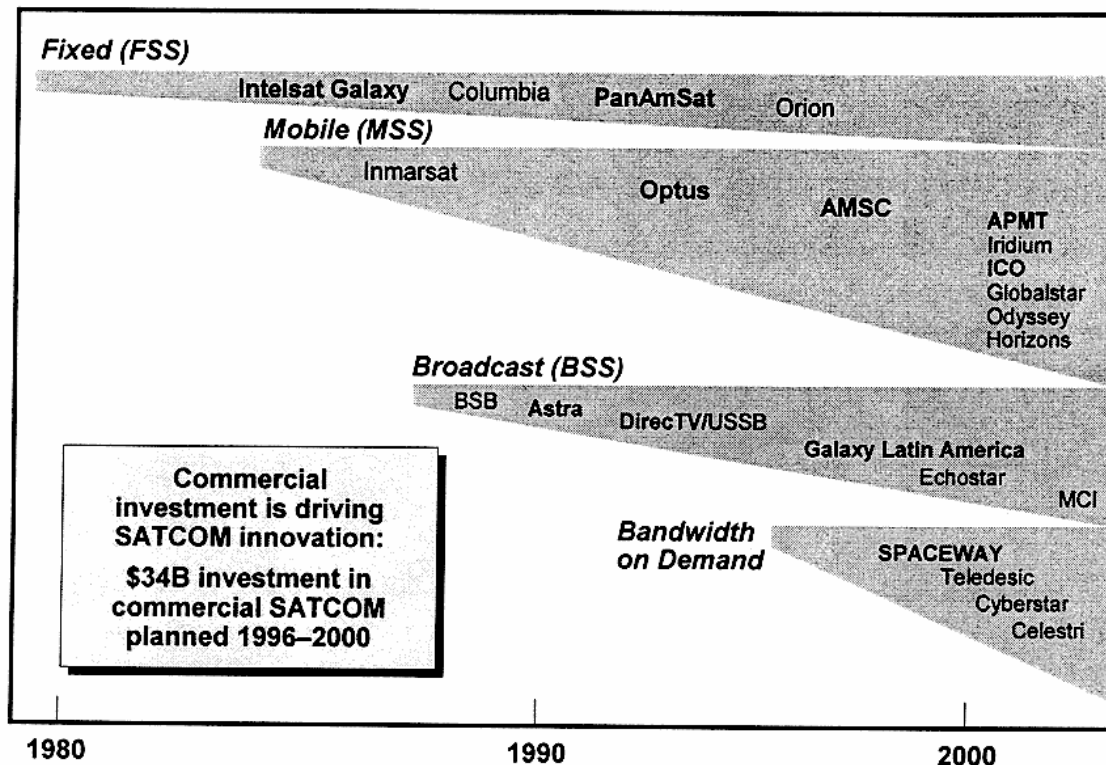 Fixed (FSS)
Intelsat Galaxy
Columbia
PanAmSat
Orion
Mobile (MSS)
Inmarsat
Optus
AMSC
APMT
Iridium
ICO
Globalstar
Odyssey
Horizons
Broadcast (BSS)
BSB
Astra
DirecTV/USSB
Galaxy Latin America
Echostar
MCI
Bandwidth
on Demand
SPACEWAY
Teledesic
Cyberstar
Celestri
Commercial
investment is driving
SATCOM innovation:
$34B investment in
commercial SATCOM
planned 1996–2000
1980
1990
2000